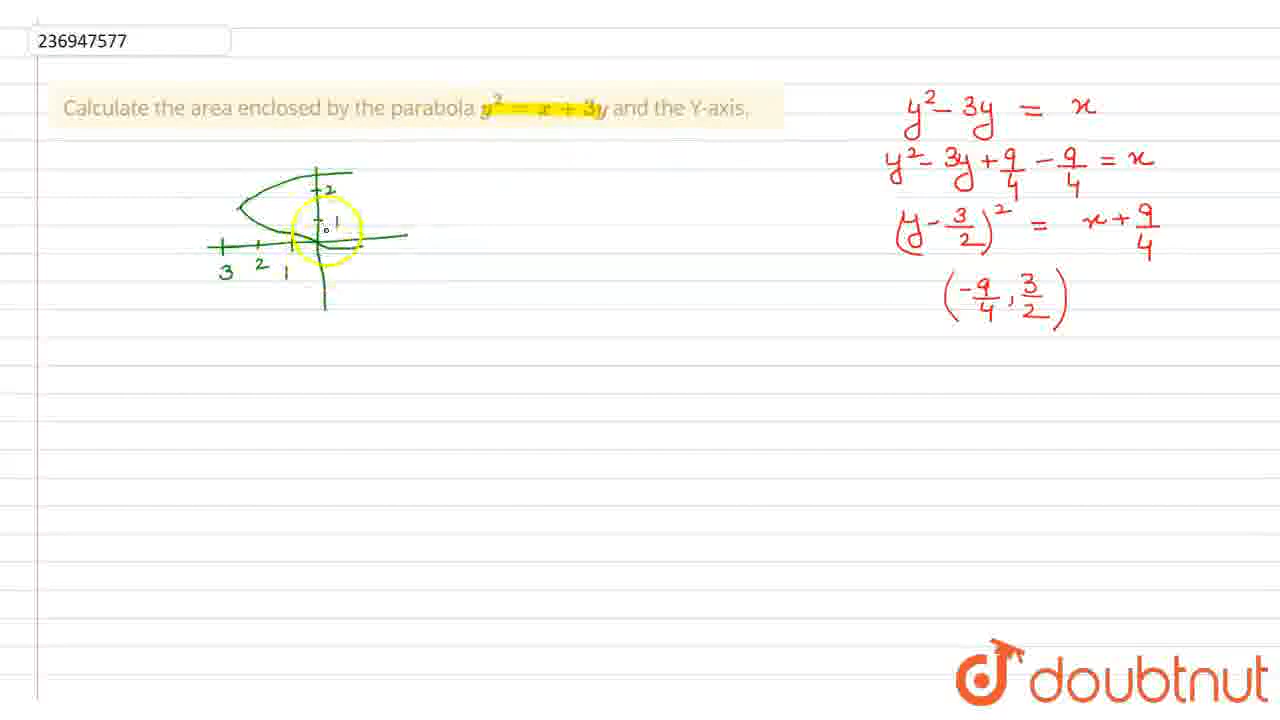 236947577
Calculate the area enclosed by the parabola y² = x + 3y and the Y-axis.
y² - 3y = x
y² - 3y + 9/4 - 9/4 = x
(y - 3/2)² = x + 9/4
(-9/4, 3/2)
2
1
0
3 2 1
doubtnut